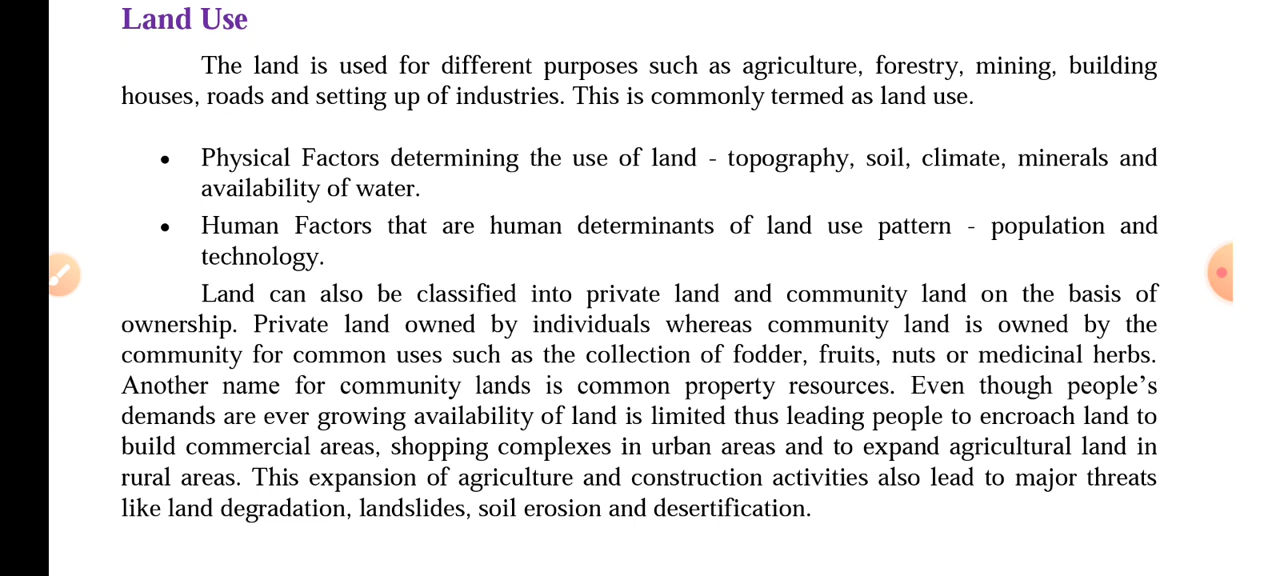 Land Use
The land is used for different purposes such as agriculture, forestry, mining, building
houses, roads and setting up of industries. This is commonly termed as land use.
• Physical Factors determining the use of land - topography, soil, climate, minerals and
availability of water.
• Human Factors that are human determinants of land use pattern - population and
technology.
Land can also be classified into private land and community land on the basis of
ownership. Private land owned by individuals whereas community land is owned by the
community for common uses such as the collection of fodder, fruits, nuts or medicinal herbs.
Another name for community lands is common property resources. Even though people’s
demands are ever growing availability of land is limited thus leading people to encroach land to
build commercial areas, shopping complexes in urban areas and to expand agricultural land in
rural areas. This expansion of agriculture and construction activities also lead to major threats
like land degradation, landslides, soil erosion and desertification.